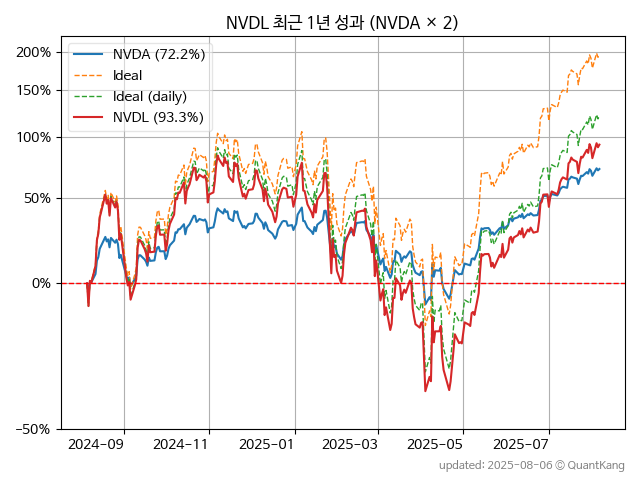 NVDL 최근 1년 성과 (NVDA × 2)
NVDA (72.2%)
Ideal
Ideal (daily)
NVDL (93.3%)
200%
150%
100%
50%
0%
−50%
2024-09
2024-11
2025-01
2025-03
2025-05
2025-07
updated: 2025-08-06 © QuantKang